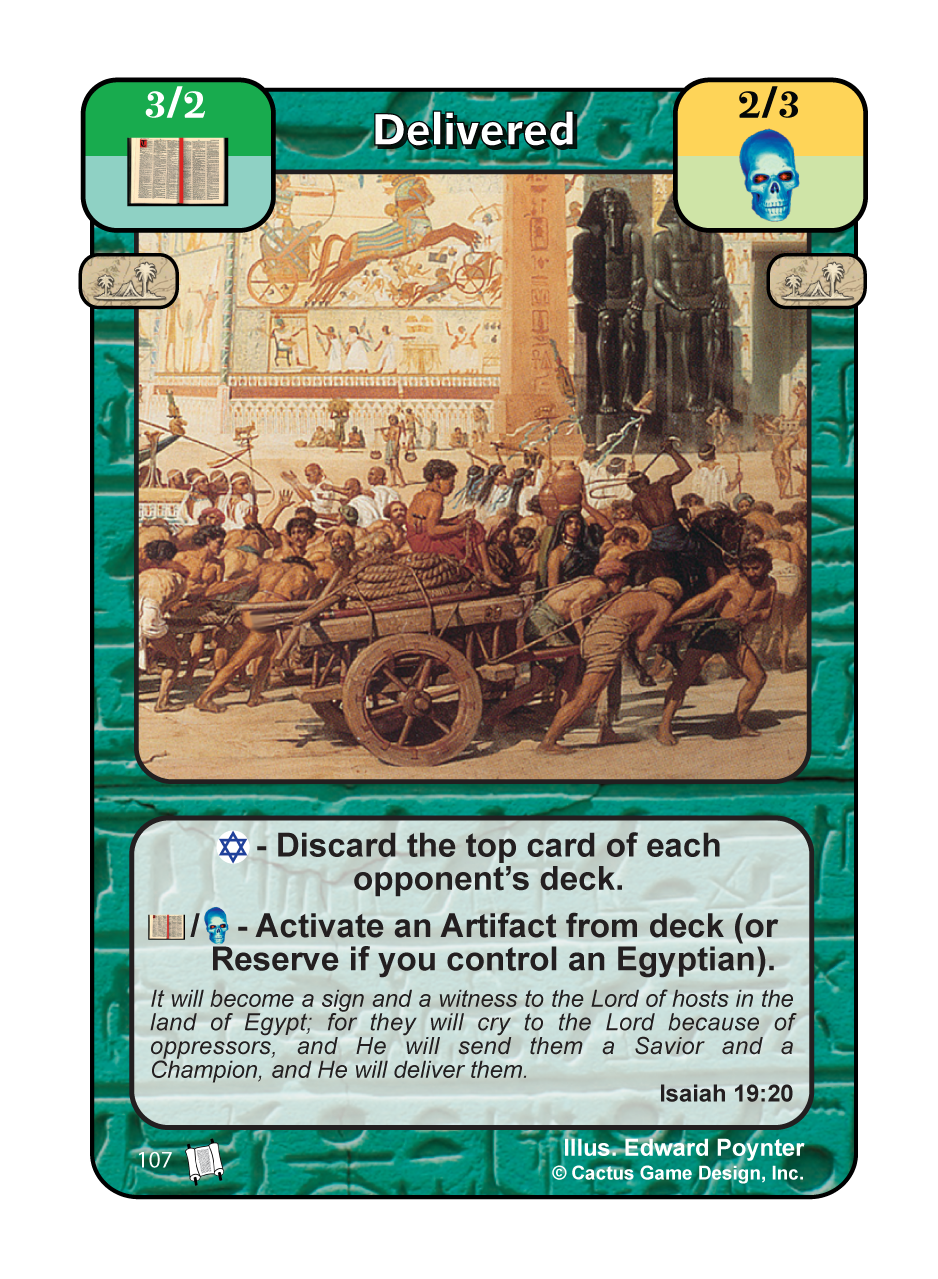 3/2
Delivered
2/3
- Discard the top card of each
opponent's deck.
/ - Activate an Artifact from deck (or
Reserve if you control an Egyptian).
It will become a sign and a witness to the Lord of hosts in the
land of Egypt; for they will cry to the Lord because of
oppressors, and He will send them a Savior and a
Champion, and He will deliver them.
Isaiah 19:20
107
Illus. Edward Poynter
© Cactus Game Design, Inc.